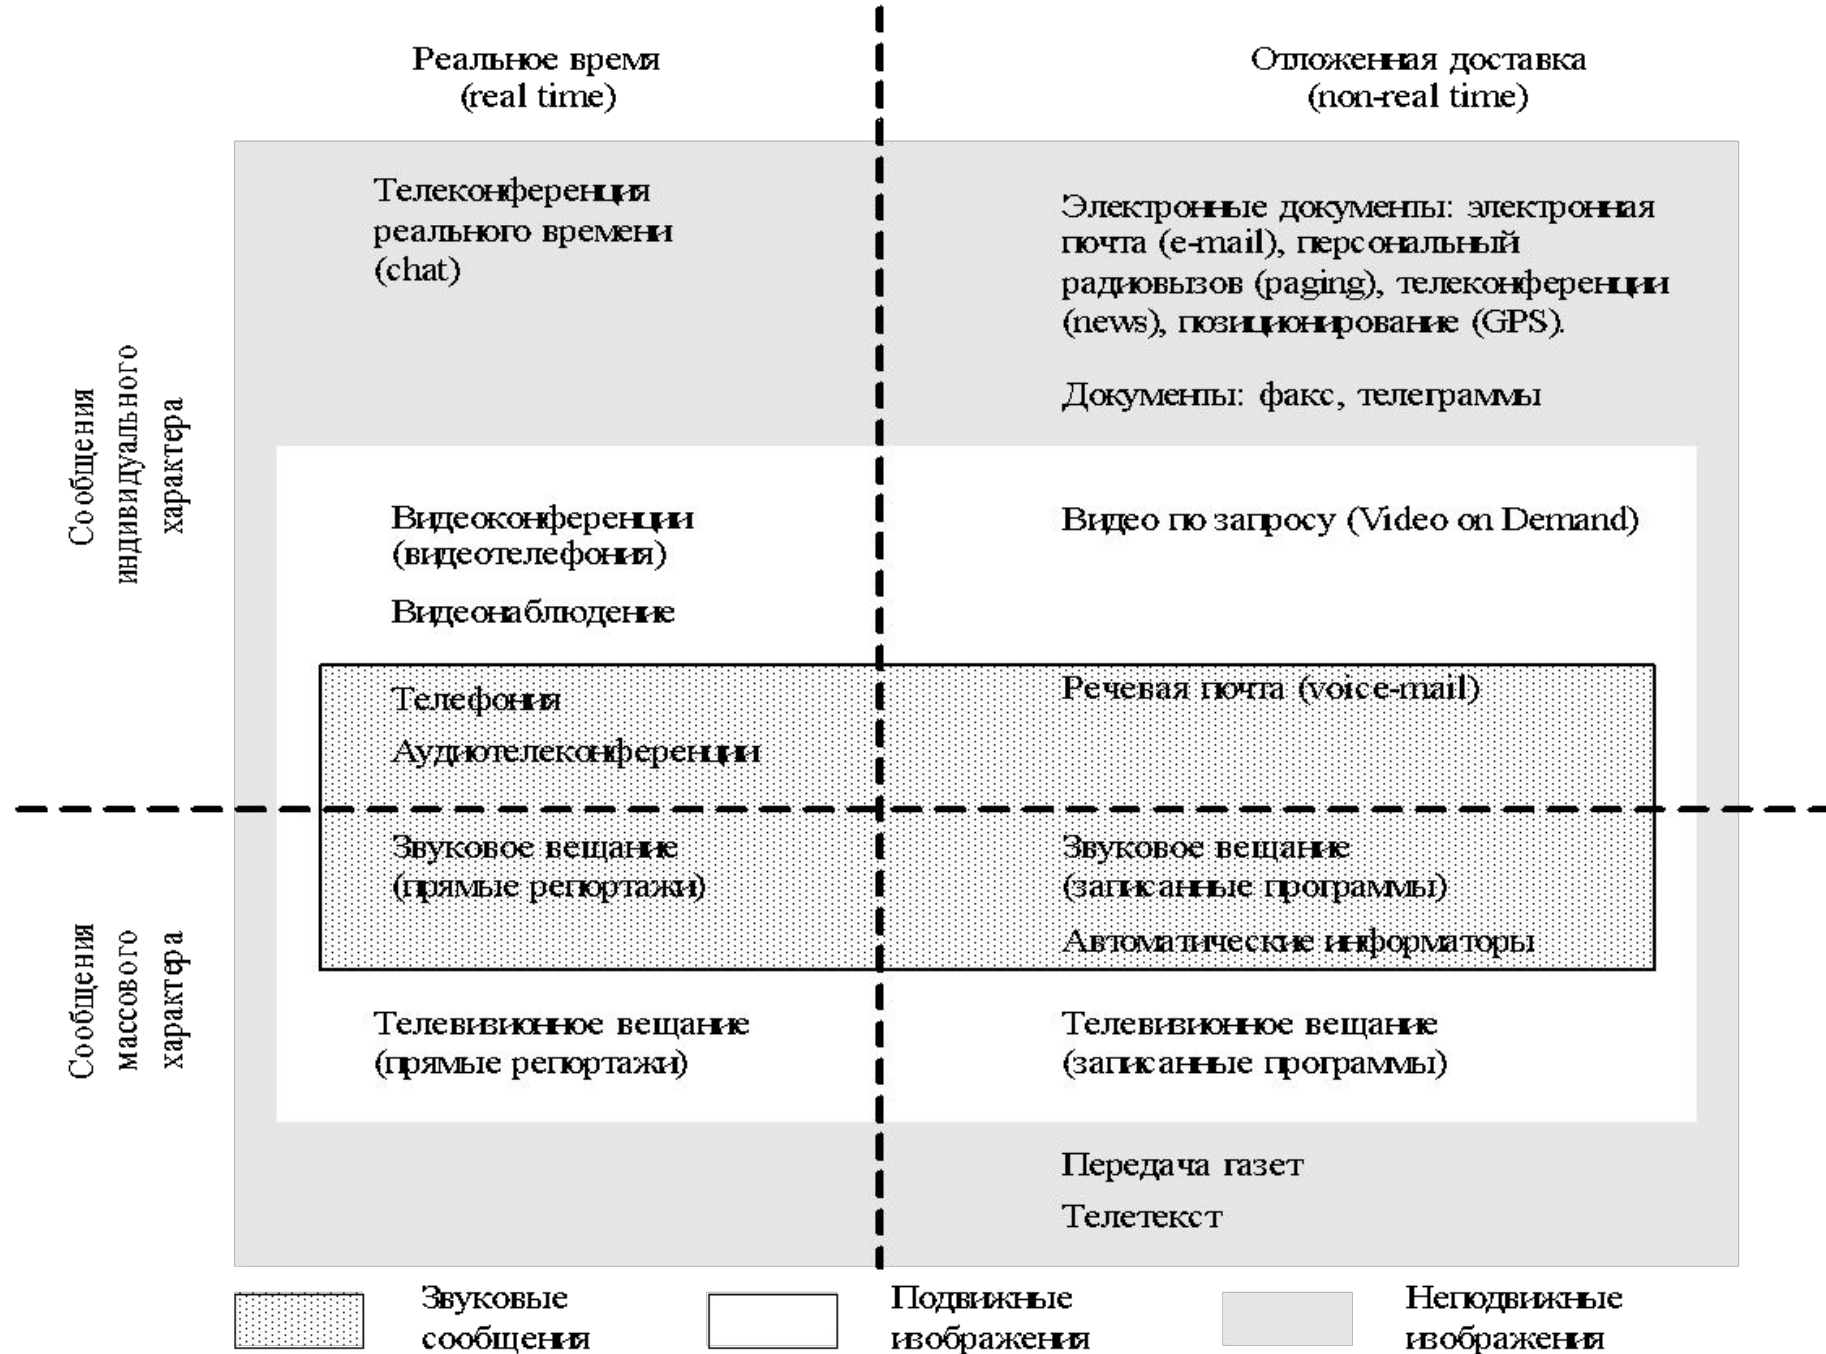 Реальное время
(real time)
Отложенная доставка
(non-real time)
Сообщения
индивидуального
характера
Телеконференция
реального времени
(chat)
Электронные документы: электронная
почта (e-mail), персональный
радиовызов (paging), телеконференции
(news), позиционирование (GPS).
Документы: факс, телеграммы
Видеоконференции
(видеотелефония)
Видеонаблюдение
Видео по запросу (Video on Demand)
Телефония
Аудиотелеконференции
Речевая почта (voice-mail)
Сообщения
массового
характера
Звуковое вещание
(прямые репортажи)
Звуковое вещание
(записанные программы)
Автоматические информаторы
Телевизионное вещание
(прямые репортажи)
Телевизионное вещание
(записанные программы)
Передача газет
Телетекст
Звуковые
сообщения
Подвижные
изображения
Неподвижные
изображения